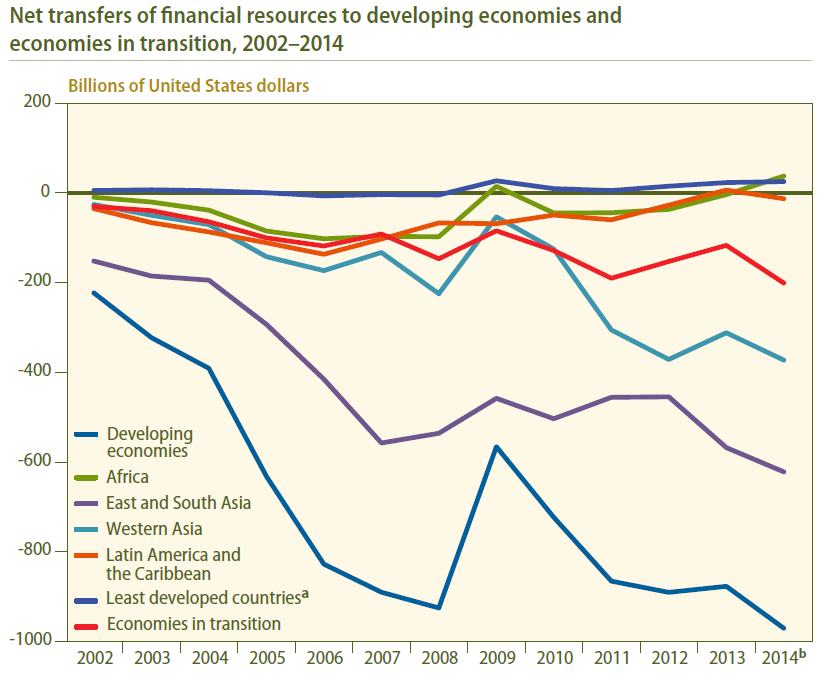 Net transfers of financial resources to developing economies and
economies in transition, 2002–2014
Billions of United States dollars
200
0
-200
-400
-600
-800
-1000
Developing
economies
Africa
East and South Asia
Western Asia
Latin America and
the Caribbean
Least developed countriesᵃ
Economies in transition
2002 2003 2004 2005 2006 2007 2008 2009 2010 2011 2012 2013 2014ᵇ